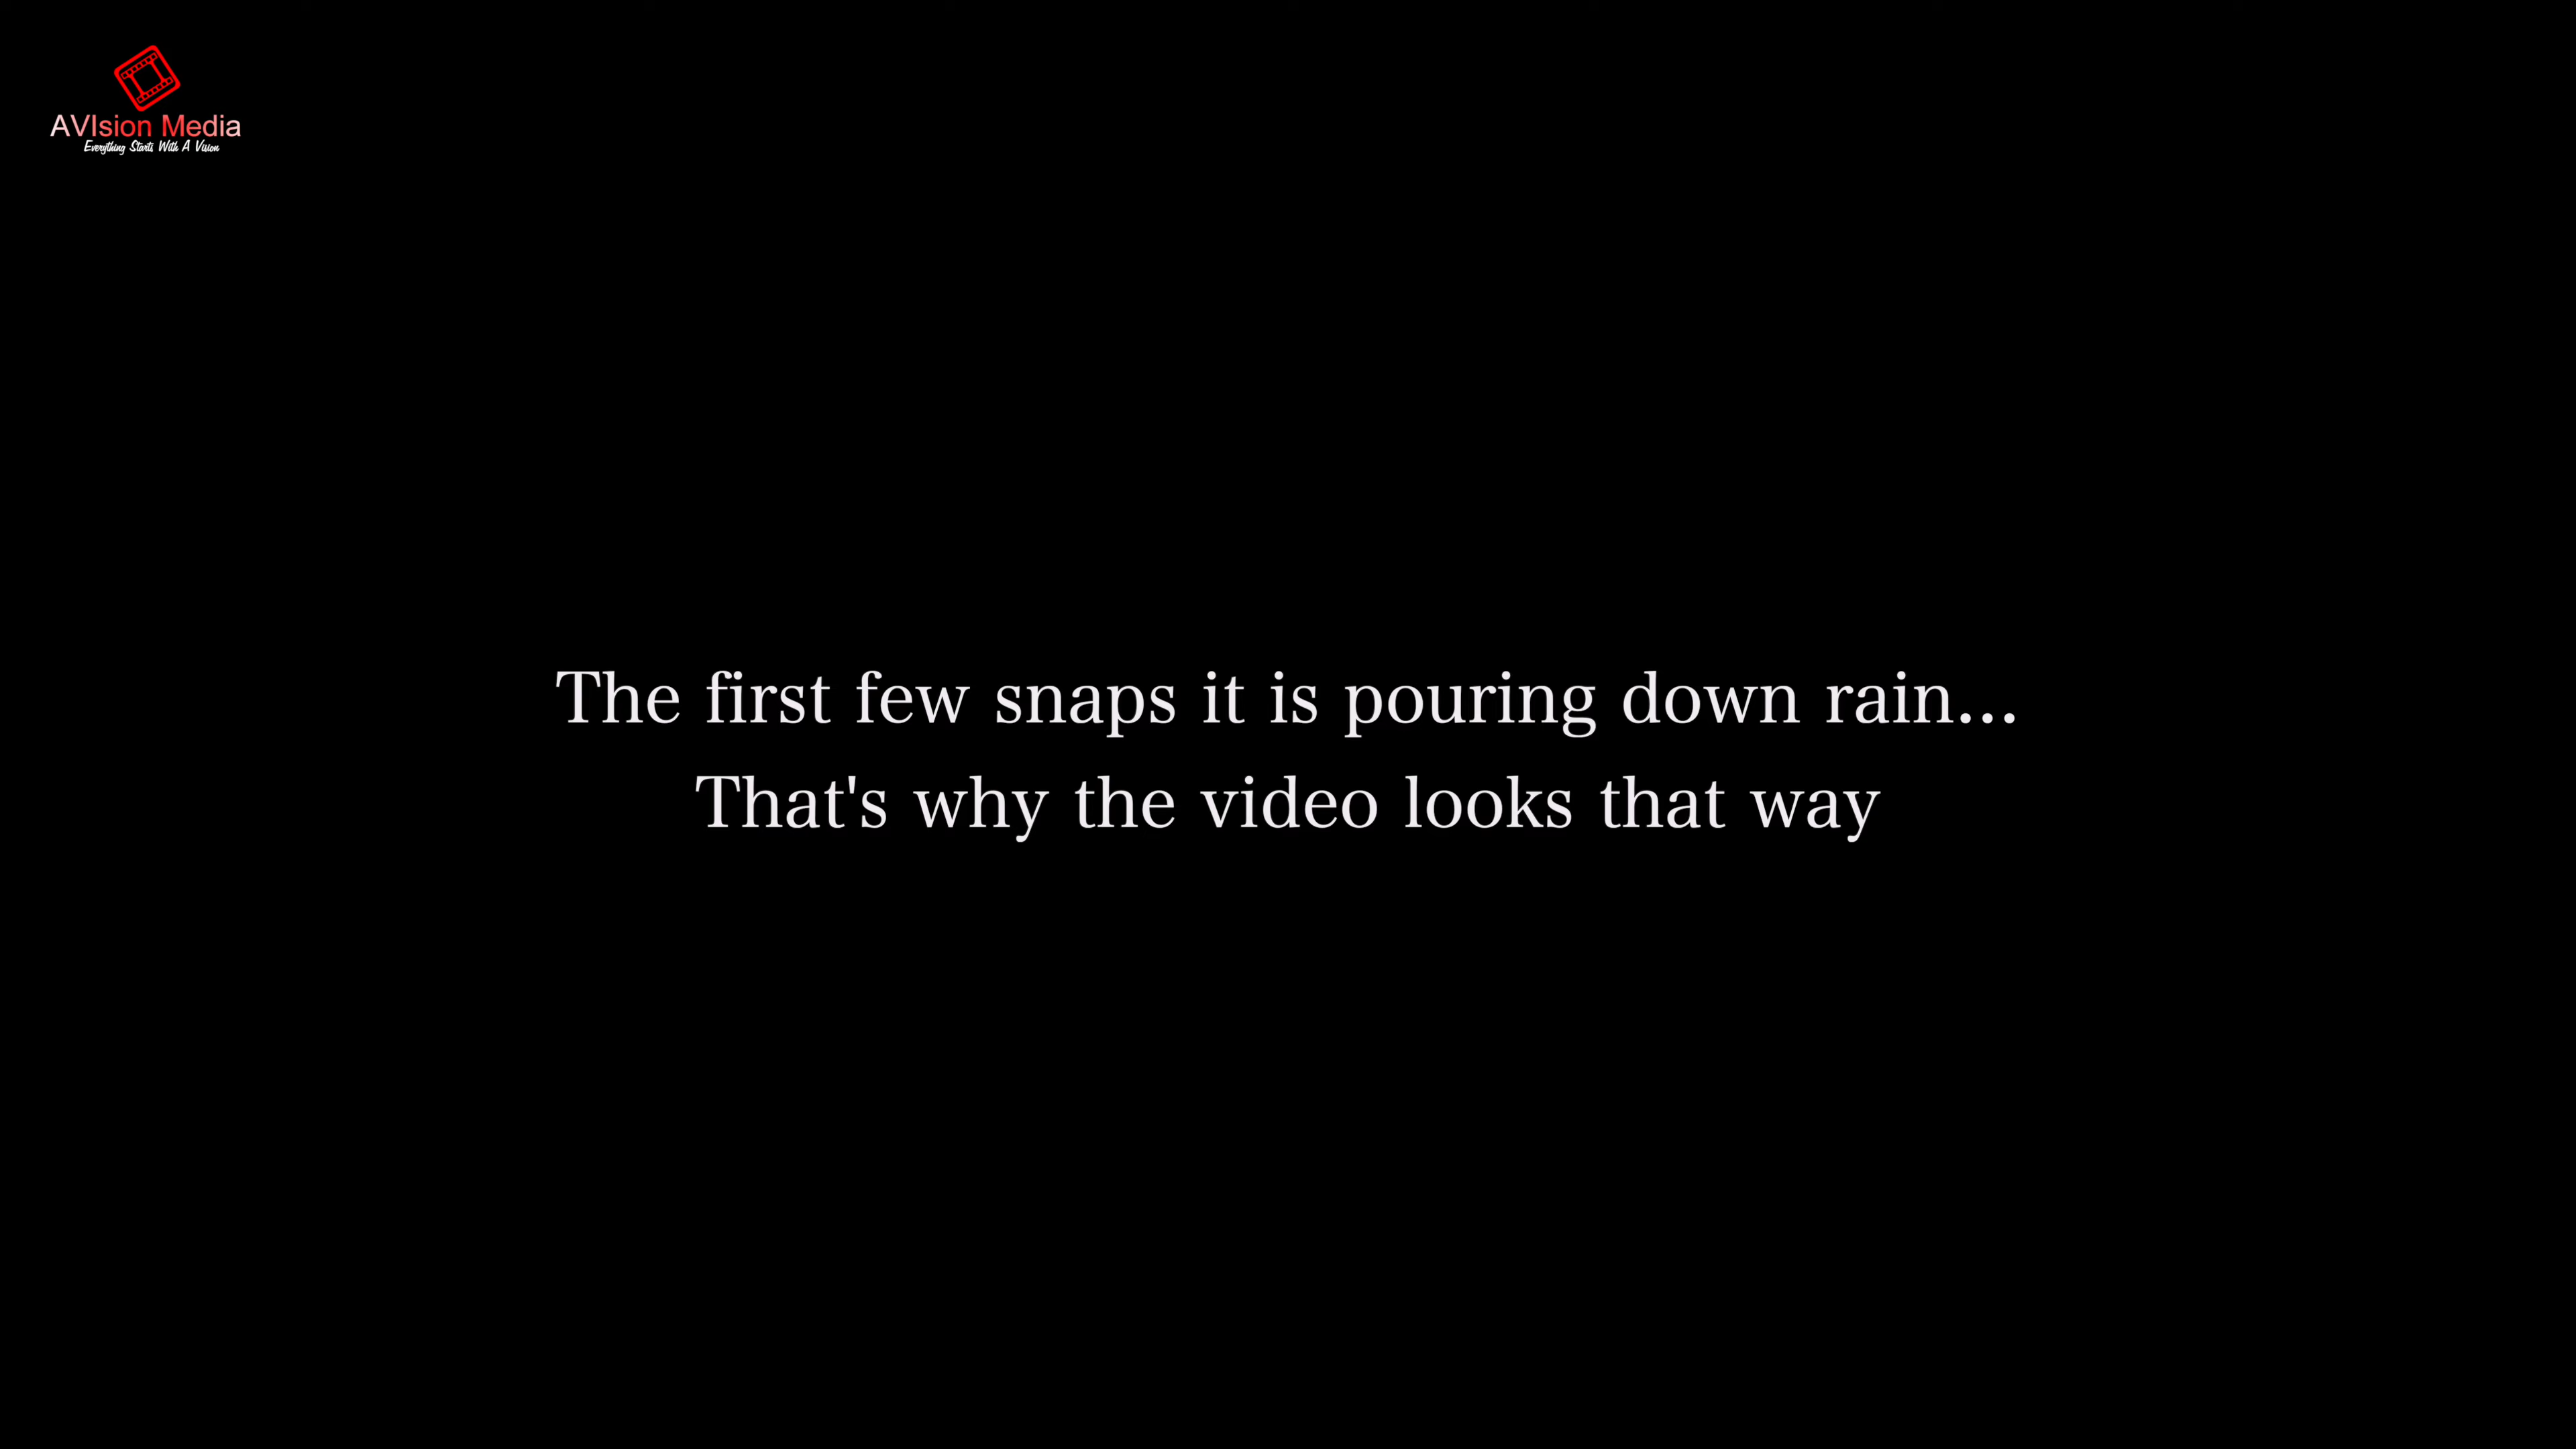 AVIsion Media
Everything Starts With A Vision
The first few snaps it is pouring down rain...
That's why the video looks that way